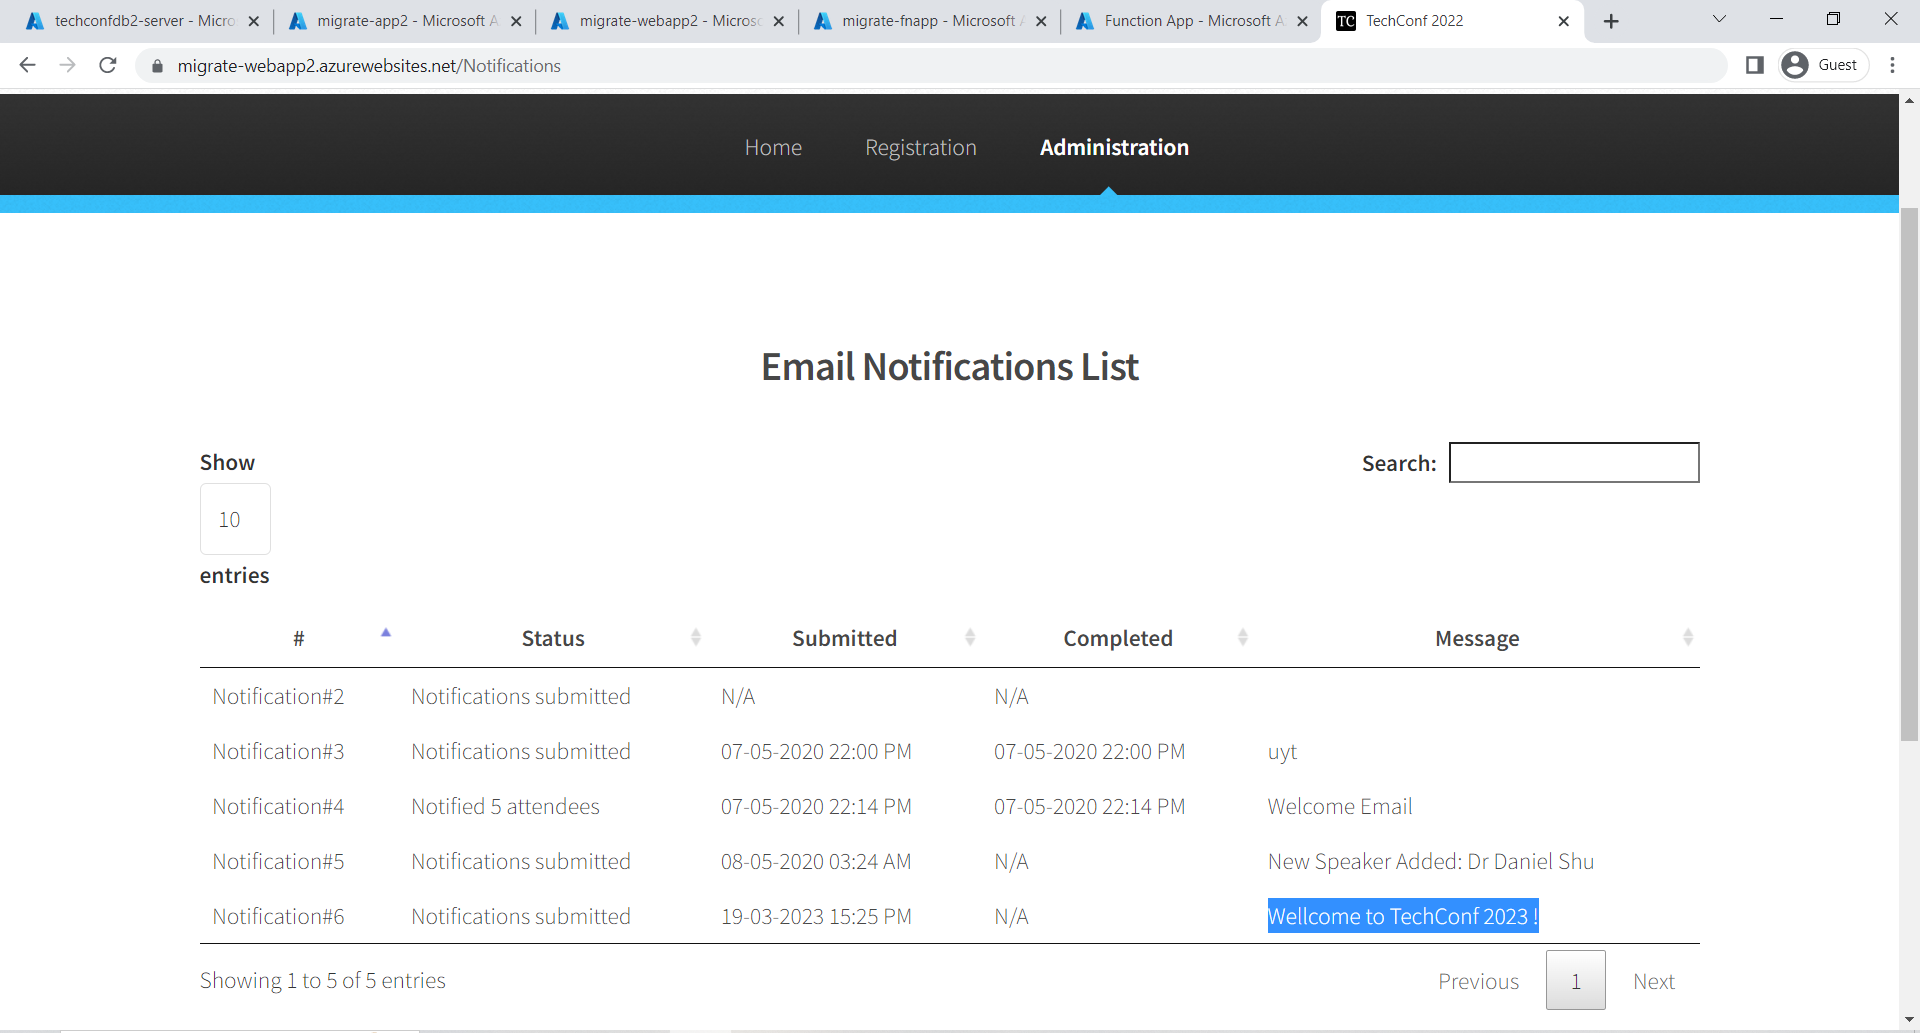 techconfdb2-server - Micro
migrate-app2 - Microsoft A
migrate-webapp2 - Microso
migrate-fnapp - Microsoft A
Function App - Microsoft A
TC TechConf 2022
migrate-webapp2.azurewebsites.net/Notifications
Guest
Home Registration Administration
Email Notifications List
Show
Search:
10
entries
# Status Submitted Completed Message
Notification#2 Notifications submitted N/A N/A
Notification#3 Notifications submitted 07-05-2020 22:00 PM 07-05-2020 22:00 PM uyt
Notification#4 Notified 5 attendees 07-05-2020 22:14 PM 07-05-2020 22:14 PM Welcome Email
Notification#5 Notifications submitted 08-05-2020 03:24 AM N/A New Speaker Added: Dr Daniel Shu
Notification#6 Notifications submitted 19-03-2023 15:25 PM N/A Wellcome to TechConf 2023 !
Showing 1 to 5 of 5 entries
Previous 1 Next